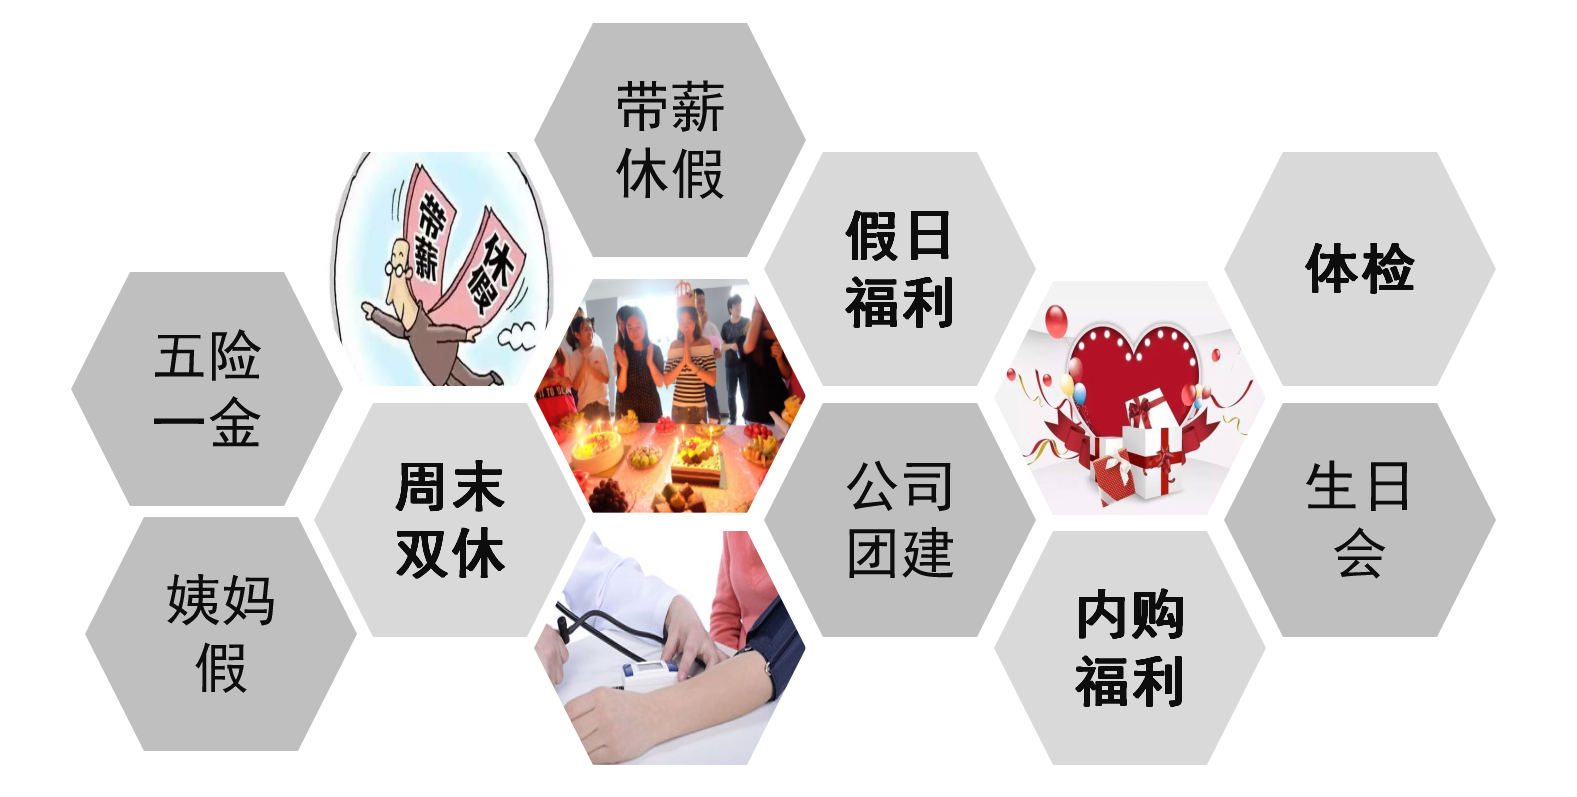 带薪
休假
带薪
休假
假日
福利
体检
五险
一金
周末
双休
公司
团建
生日
会
姨妈
假
内购
福利